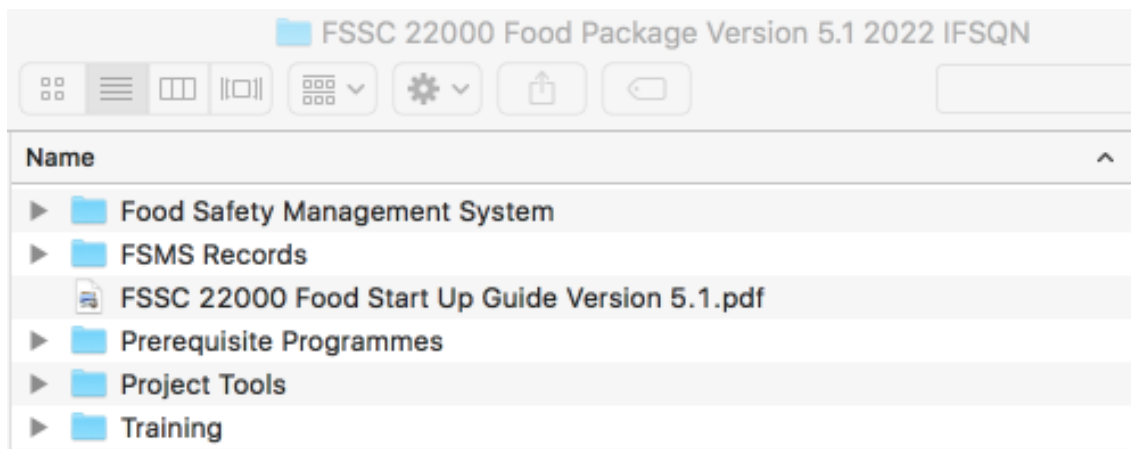 FSSC 22000 Food Package Version 5.1 2022 IFSQN
Name
Food Safety Management System
FSMS Records
FSSC 22000 Food Start Up Guide Version 5.1.pdf
Prerequisite Programmes
Project Tools
Training